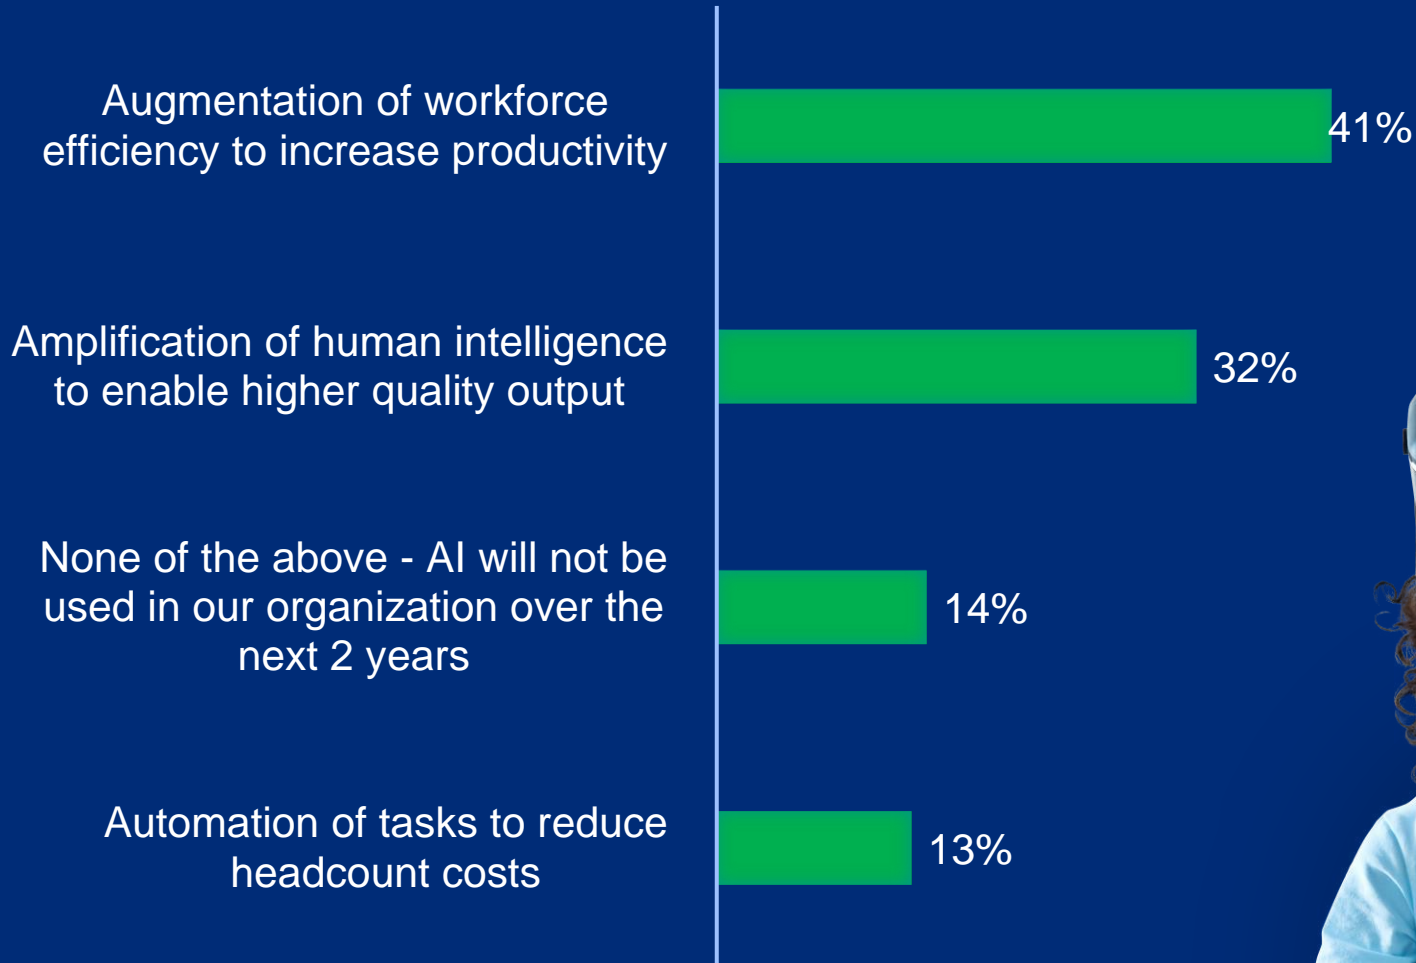 Augmentation of workforce
efficiency to increase productivity
41%
Amplification of human intelligence
to enable higher quality output
32%
None of the above - AI will not be
used in our organization over the
next 2 years
14%
Automation of tasks to reduce
headcount costs
13%